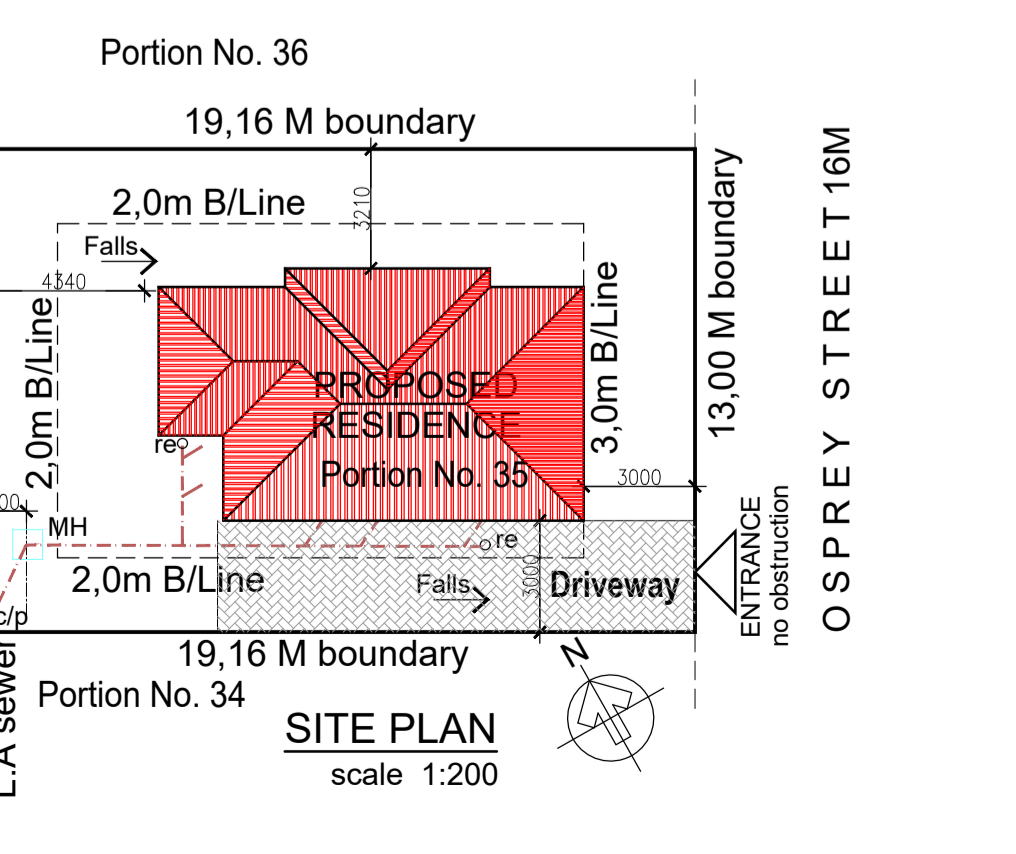 Portion No. 36
19,16 M boundary
2,0m B/Line
3210
Falls
4340
2,0m B/Line
3,0m B/Line
13,00 M boundary
OSPREY STREET 16M
PROPOSED
RESIDENCE
Portion No. 35
3000
re
MH
re
2,0m B/Line
Falls
3000
Driveway
ENTRANCE
no obstruction
c/p
L.A sewer
19,16 M boundary
Portion No. 34
N
SITE PLAN
scale 1:200